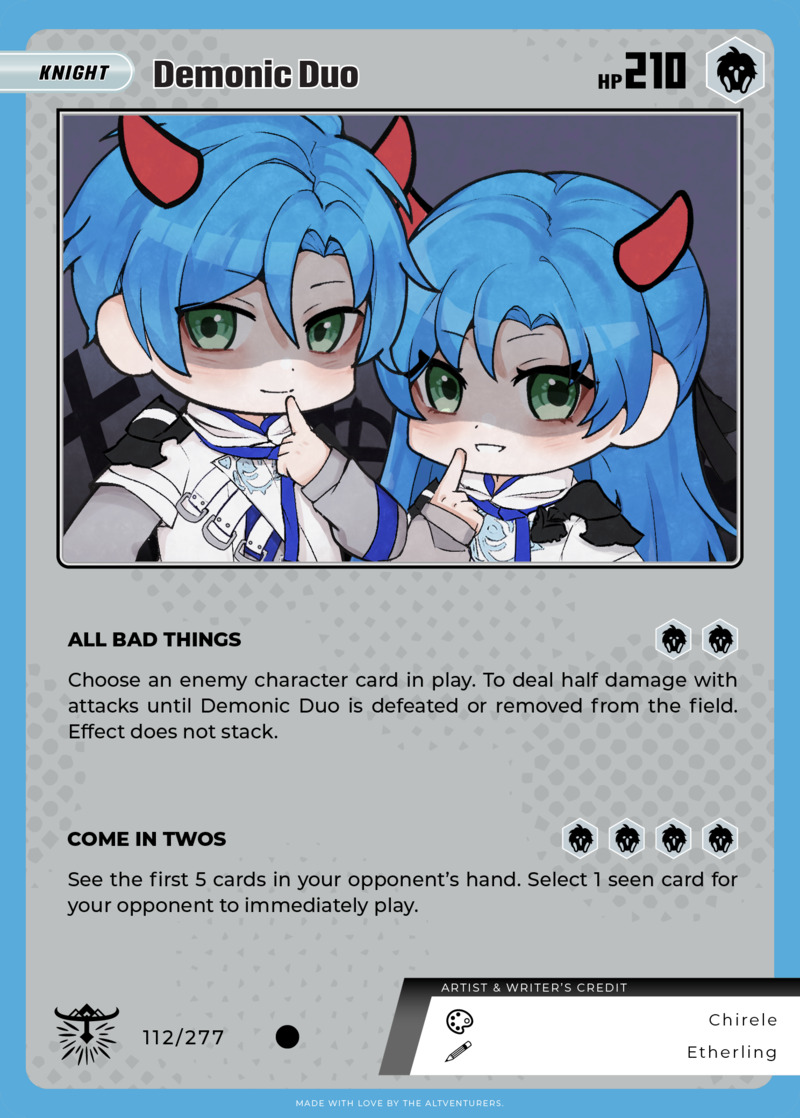 KNIGHT
Demonic Duo
HP 210
ALL BAD THINGS
Choose an enemy character card in play. To deal half damage with
attacks until Demonic Duo is defeated or removed from the field.
Effect does not stack.
COME IN TWOS
See the first 5 cards in your opponent's hand. Select 1 seen card for
your opponent to immediately play.
ARTIST & WRITER'S CREDIT
112/277
Chirele
Etherling
MADE WITH LOVE BY THE ALTVENTURERS.